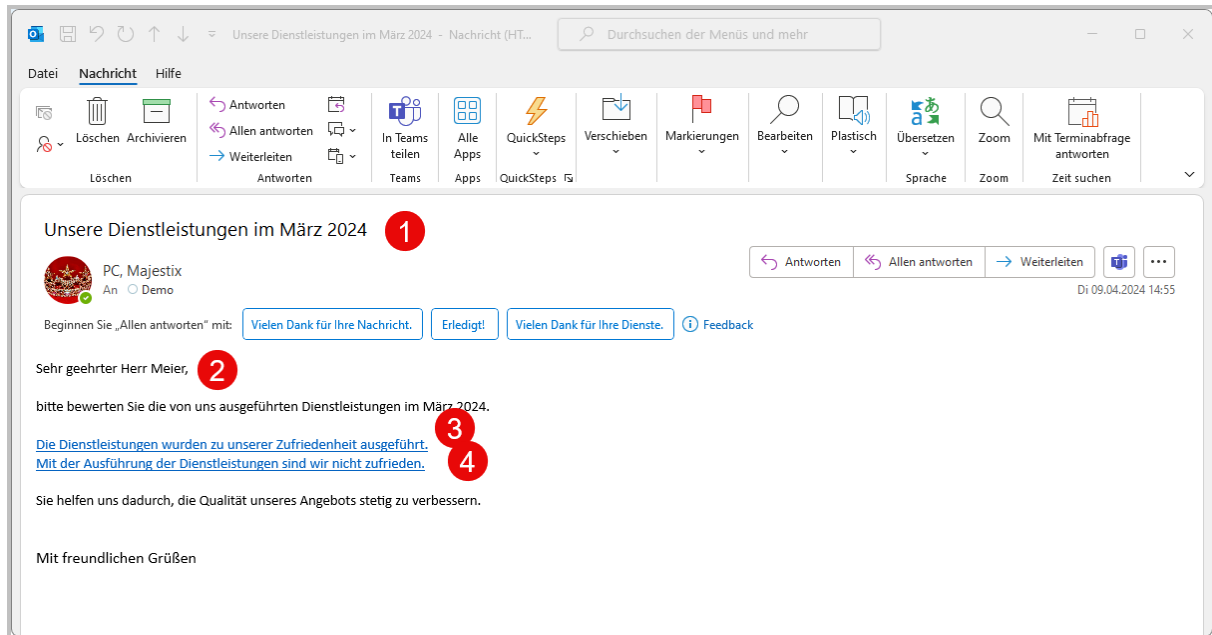 Unsere Dienstleistungen im März 2024 - Nachricht (HT... Durchsuchen der Menüs und mehr
Datei Nachricht Hilfe
Löschen Archivieren
Antworten
Allen antworten
Weiterleiten
In Teams teilen
Alle Apps
QuickSteps
Verschieben
Markierungen
Bearbeiten
Plastisch
Übersetzen
Zoom
Mit Terminabfrage antworten
Löschen Antworten Teams Apps QuickSteps Sprache Zoom Zeit suchen
Unsere Dienstleistungen im März 2024 1
PC, Majestix
An Demo
Antworten Allen antworten Weiterleiten
Di 09.04.2024 14:55
Beginnen Sie „Allen antworten" mit: Vielen Dank für Ihre Nachricht. Erledigt! Vielen Dank für Ihre Dienste. Feedback
Sehr geehrter Herr Meier, 2
bitte bewerten Sie die von uns ausgeführten Dienstleistungen im März 2024.
Die Dienstleistungen wurden zu unserer Zufriedenheit ausgeführt. 3
Mit der Ausführung der Dienstleistungen sind wir nicht zufrieden. 4
Sie helfen uns dadurch, die Qualität unseres Angebots stetig zu verbessern.
Mit freundlichen Grüßen